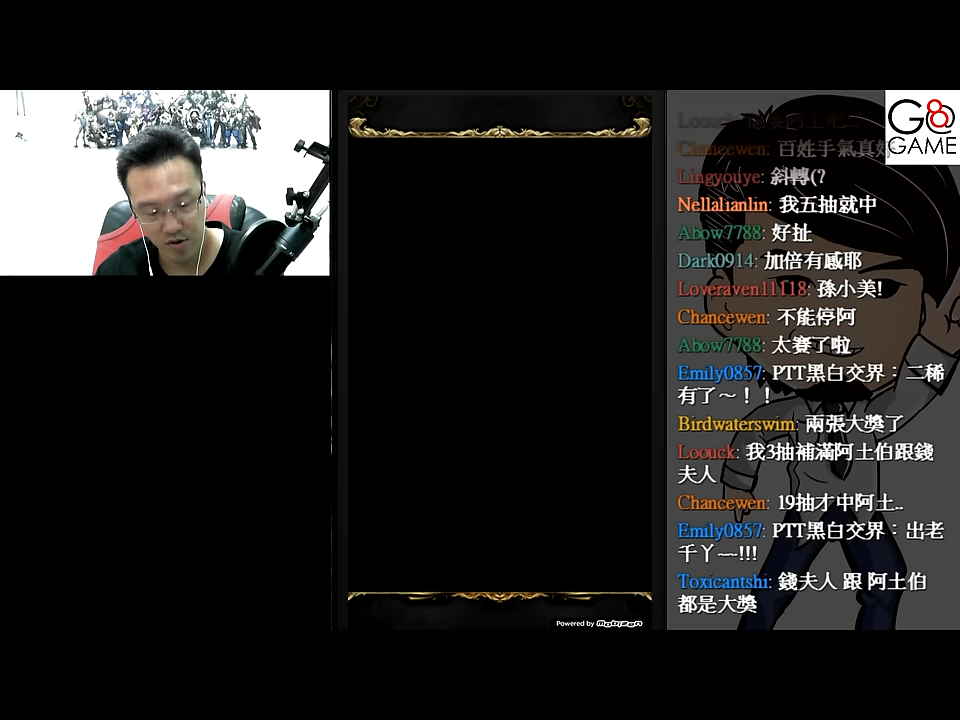 G8
GAME
Chancewen: 百姓手氣真好
Lingyouye: 斜轉(?
Nellalianlin: 我五抽就中
Abow7788: 好扯
Dark0914: 加倍有感耶
Loveraven11118: 孫小美!
Chancewen: 不能停阿
Abow7788: 太賽了啦
Emily0857: PTT黑白交界：二稀
有了～！！
Birdwaterswim: 兩張大獎了
Loouck: 我3抽補滿阿土伯跟錢
夫人
Chancewen: 19抽才中阿土..
Emily0857: PTT黑白交界：出老
千丫~~!!!
Toxicantshi: 錢夫人 跟 阿土伯
都是大獎
Powered by Mobizen